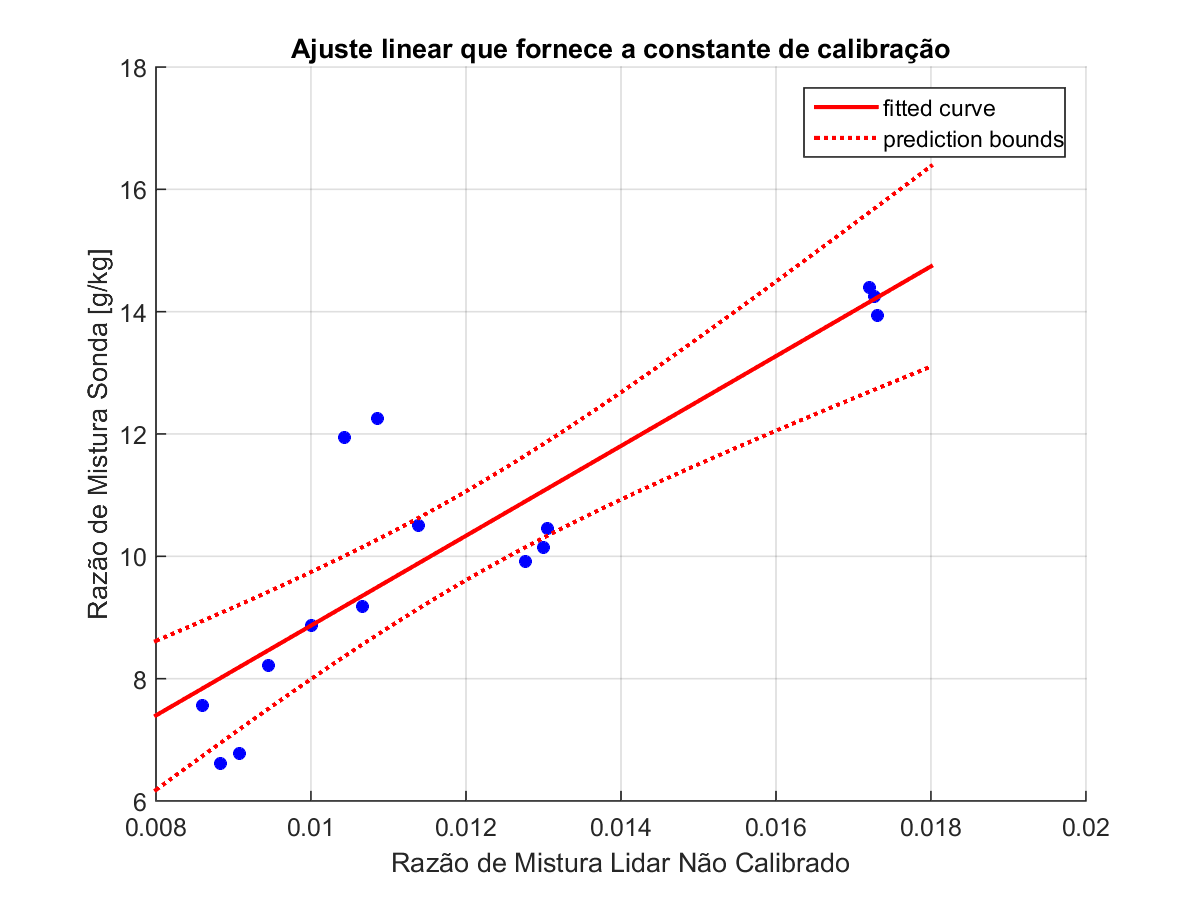 Ajuste linear que fornece a constante de calibração
18
16
14
12
10
8
6
0.008
0.01
0.012
0.014
0.016
0.018
0.02
fitted curve
prediction bounds
Razão de Mistura Sonda [g/kg]
Razão de Mistura Lidar Não Calibrado